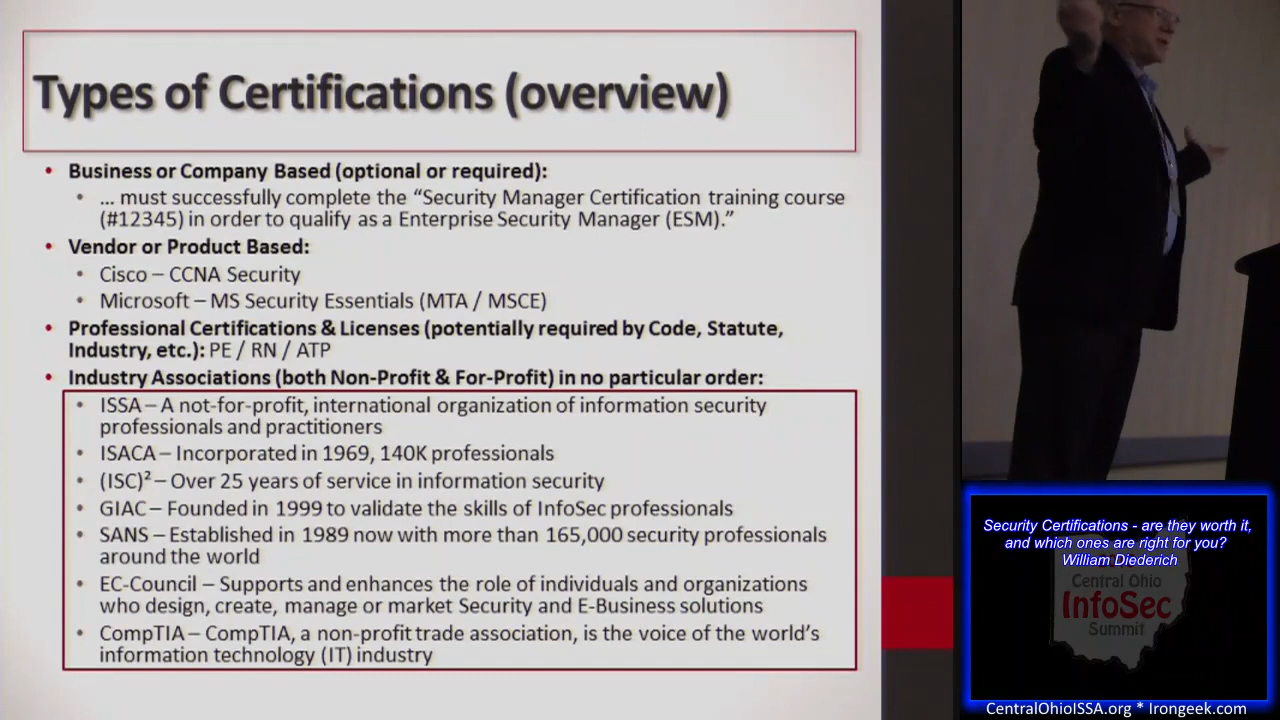 Types of Certifications (overview)
• Business or Company Based (optional or required):
• … must successfully complete the “Security Manager Certification training course
(#12345) in order to qualify as a Enterprise Security Manager (ESM).”
• Vendor or Product Based:
• Cisco – CCNA Security
• Microsoft – MS Security Essentials (MTA / MSCE)
• Professional Certifications & Licenses (potentially required by Code, Statute,
Industry, etc.): PE / RN / ATP
• Industry Associations (both Non-Profit & For-Profit) in no particular order:
• ISSA – A not-for-profit, international organization of information security
professionals and practitioners
• ISACA – Incorporated in 1969, 140K professionals
• (ISC)² – Over 25 years of service in information security
• GIAC – Founded in 1999 to validate the skills of InfoSec professionals
• SANS – Established in 1989 now with more than 165,000 security professionals
around the world
• EC-Council – Supports and enhances the role of individuals and organizations
who design, create, manage or market Security and E-Business solutions
• CompTIA – CompTIA, a non-profit trade association, is the voice of the world’s
information technology (IT) industry
Security Certifications - are they worth it,
and which ones are right for you?
William Diederich
Central Ohio
InfoSec
Summit
CentralOhioISSA.org * Irongeek.com